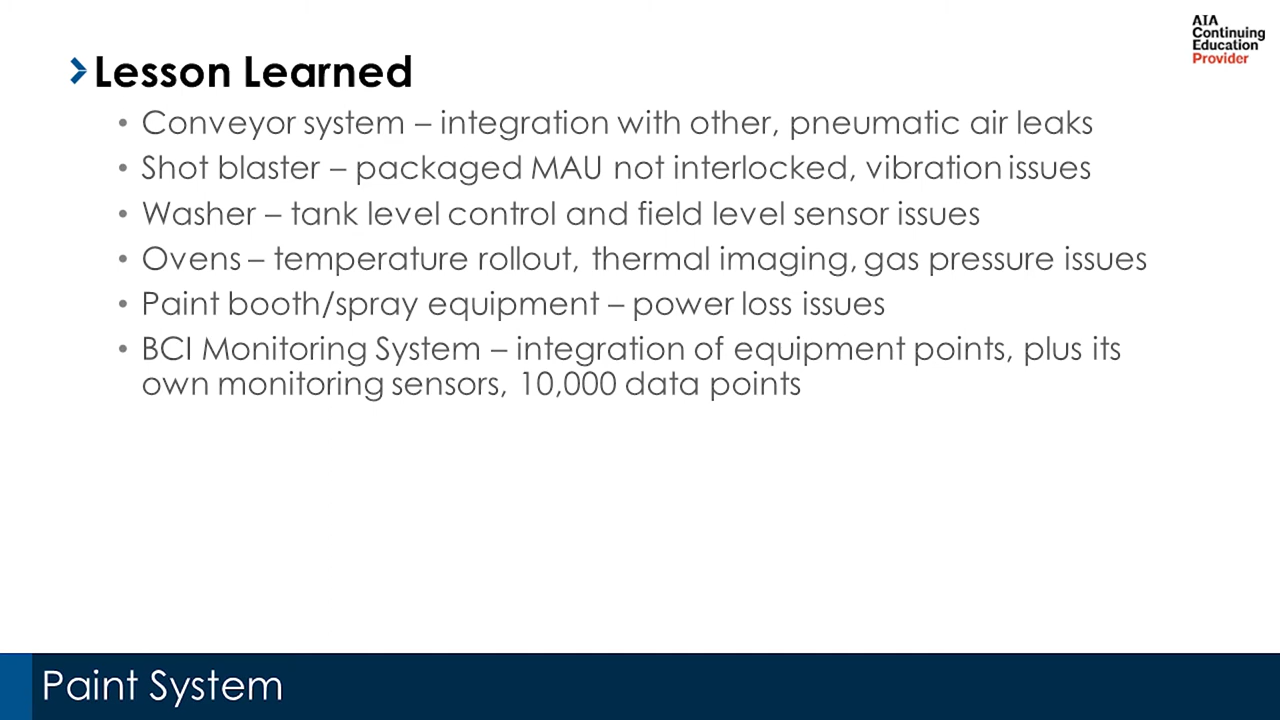 AIA
Continuing
Education
Provider
Lesson Learned
• Conveyor system – integration with other, pneumatic air leaks
• Shot blaster – packaged MAU not interlocked, vibration issues
• Washer – tank level control and field level sensor issues
• Ovens – temperature rollout, thermal imaging, gas pressure issues
• Paint booth/spray equipment – power loss issues
• BCI Monitoring System – integration of equipment points, plus its
own monitoring sensors, 10,000 data points
Paint System